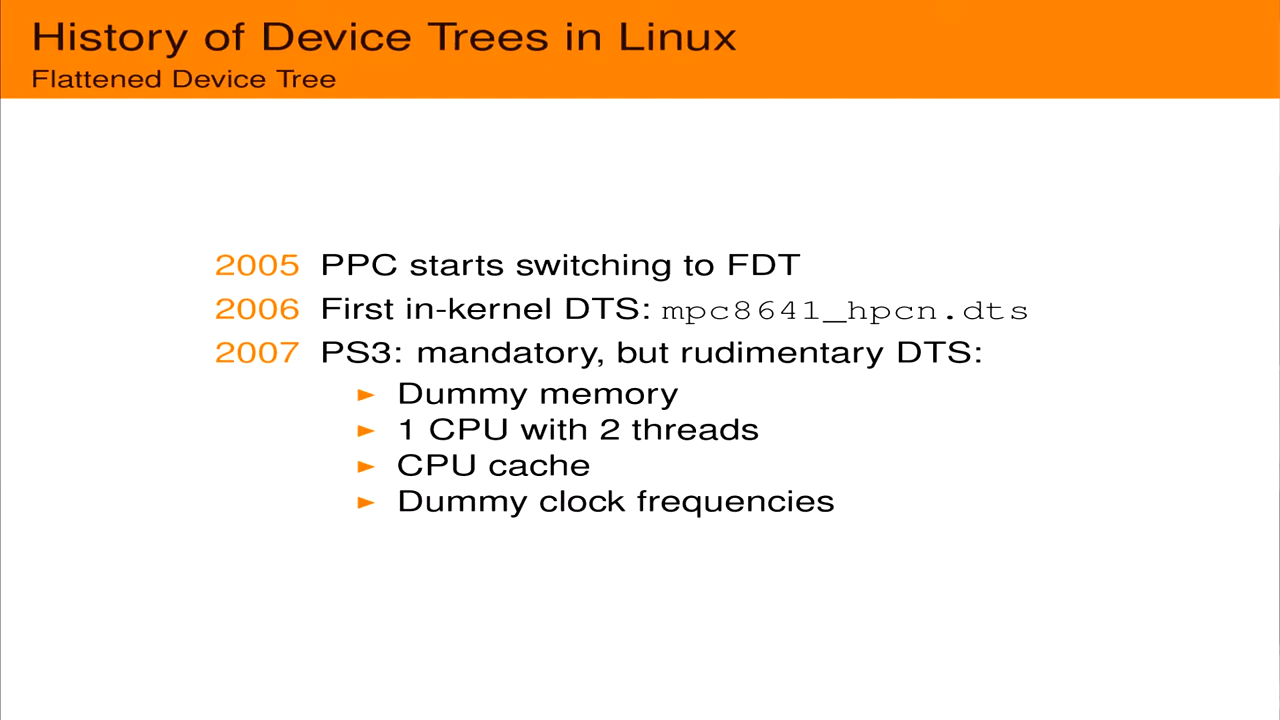 History of Device Trees in Linux
Flattened Device Tree
2005 PPC starts switching to FDT
2006 First in-kernel DTS: mpc8641_hpcn.dts
2007 PS3: mandatory, but rudimentary DTS:
► Dummy memory
► 1 CPU with 2 threads
► CPU cache
► Dummy clock frequencies